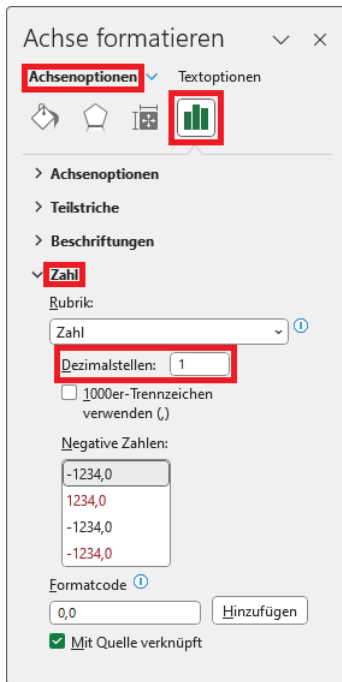 Achse formatieren
Achsenoptionen Textoptionen
Achsenoptionen
Teilstriche
Beschriftungen
Zahl
Rubrik:
Zahl
Dezimalstellen: 1
1000er-Trennzeichen
verwenden (,)
Negative Zahlen:
-1234,0
1234,0
-1234,0
-1234,0
Formatcode
0,0 Hinzufügen
Mit Quelle verknüpft